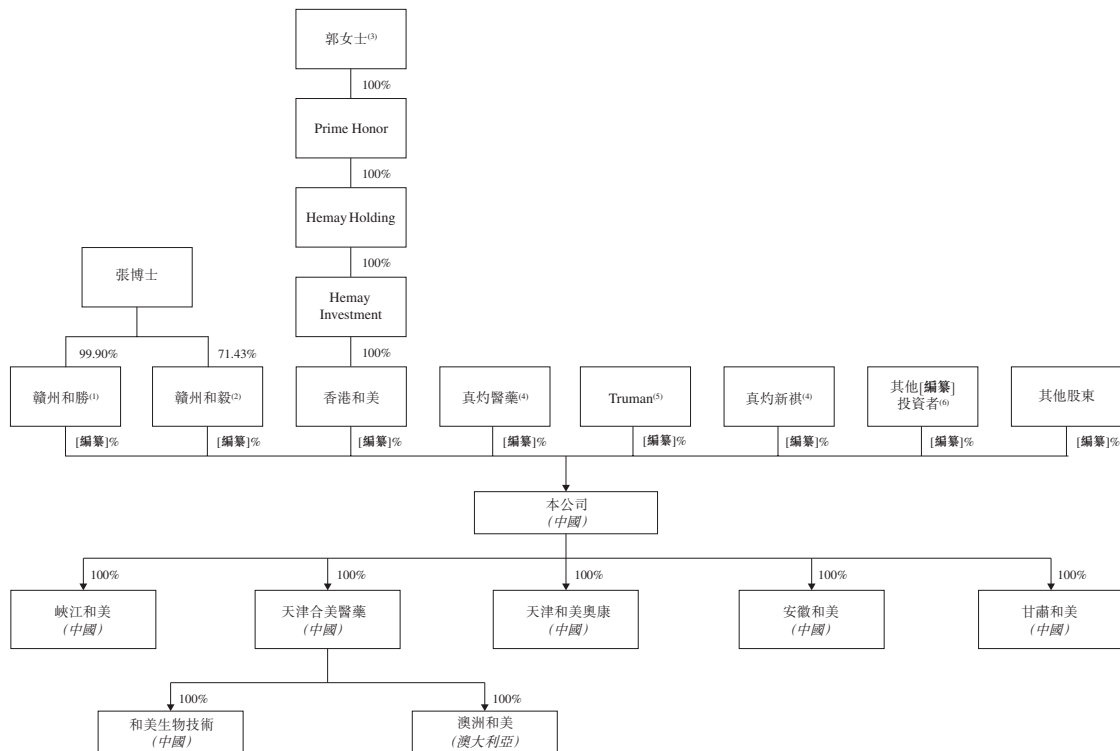 郭女士(3)
100%
Prime Honor
100%
Hemay Holding
100%
張博士
Hemay
Investment
99.90%
71.43%
100%
贛州和勝(1)
贛州和毅(2)
香港和美
真灼醫藥(4)
Truman(5)
真灼新祺(4)
其他[編纂]
投資者(6)
其他股東
[編纂]%
[編纂]%
[編纂]%
[編纂]%
[編纂]%
[編纂]%
[編纂]%
[編纂]%
本公司
(中國)
100%
100%
100%
100%
100%
峽江和美
(中國)
天津合美醫藥
(中國)
天津和美奧康
(中國)
安徽和美
(中國)
甘肅和美
(中國)
100%
100%
和美生物技術
(中國)
澳洲和美
(澳大利亞)